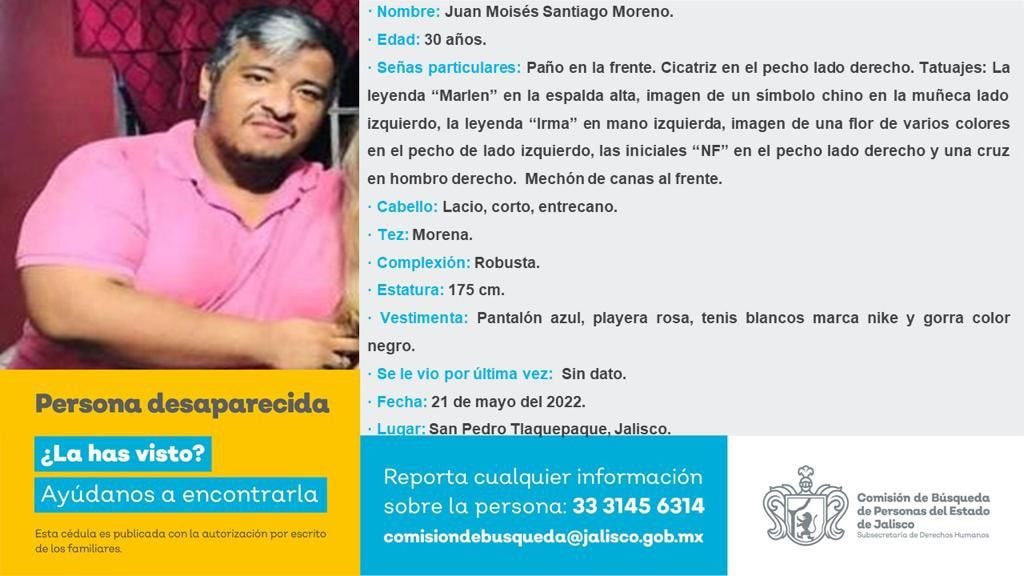 · Nombre: Juan Moisés Santiago Moreno.
· Edad: 30 años.
· Señas particulares: Paño en la frente. Cicatriz en el pecho lado derecho. Tatuajes: La
leyenda “Marlen” en la espalda alta, imagen de un símbolo chino en la muñeca lado
izquierdo, la leyenda “Irma” en mano izquierda, imagen de una flor de varios colores
en el pecho de lado izquierdo, las iniciales “NF” en el pecho lado derecho y una cruz
en hombro derecho. Mechón de canas al frente.
· Cabello: Lacio, corto, entrecano.
· Tez: Morena.
· Complexión: Robusta.
· Estatura: 175 cm.
· Vestimenta: Pantalón azul, playera rosa, tenis blancos marca nike y gorra color
negro.
· Se le vio por última vez: Sin dato.
· Fecha: 21 de mayo del 2022.
· Lugar: San Pedro Tlaquepaque, Jalisco.
Persona desaparecida
¿La has visto?
Ayúdanos a encontrarla
Esta cédula es publicada con la autorización por escrito
de los familiares.
Reporta cualquier información
sobre la persona: 33 3145 6314
comisiondebusqueda@jalisco.gob.mx
Comisión de Búsqueda
de Personas del Estado
de Jalisco
Subsecretaría de Derechos Humanos